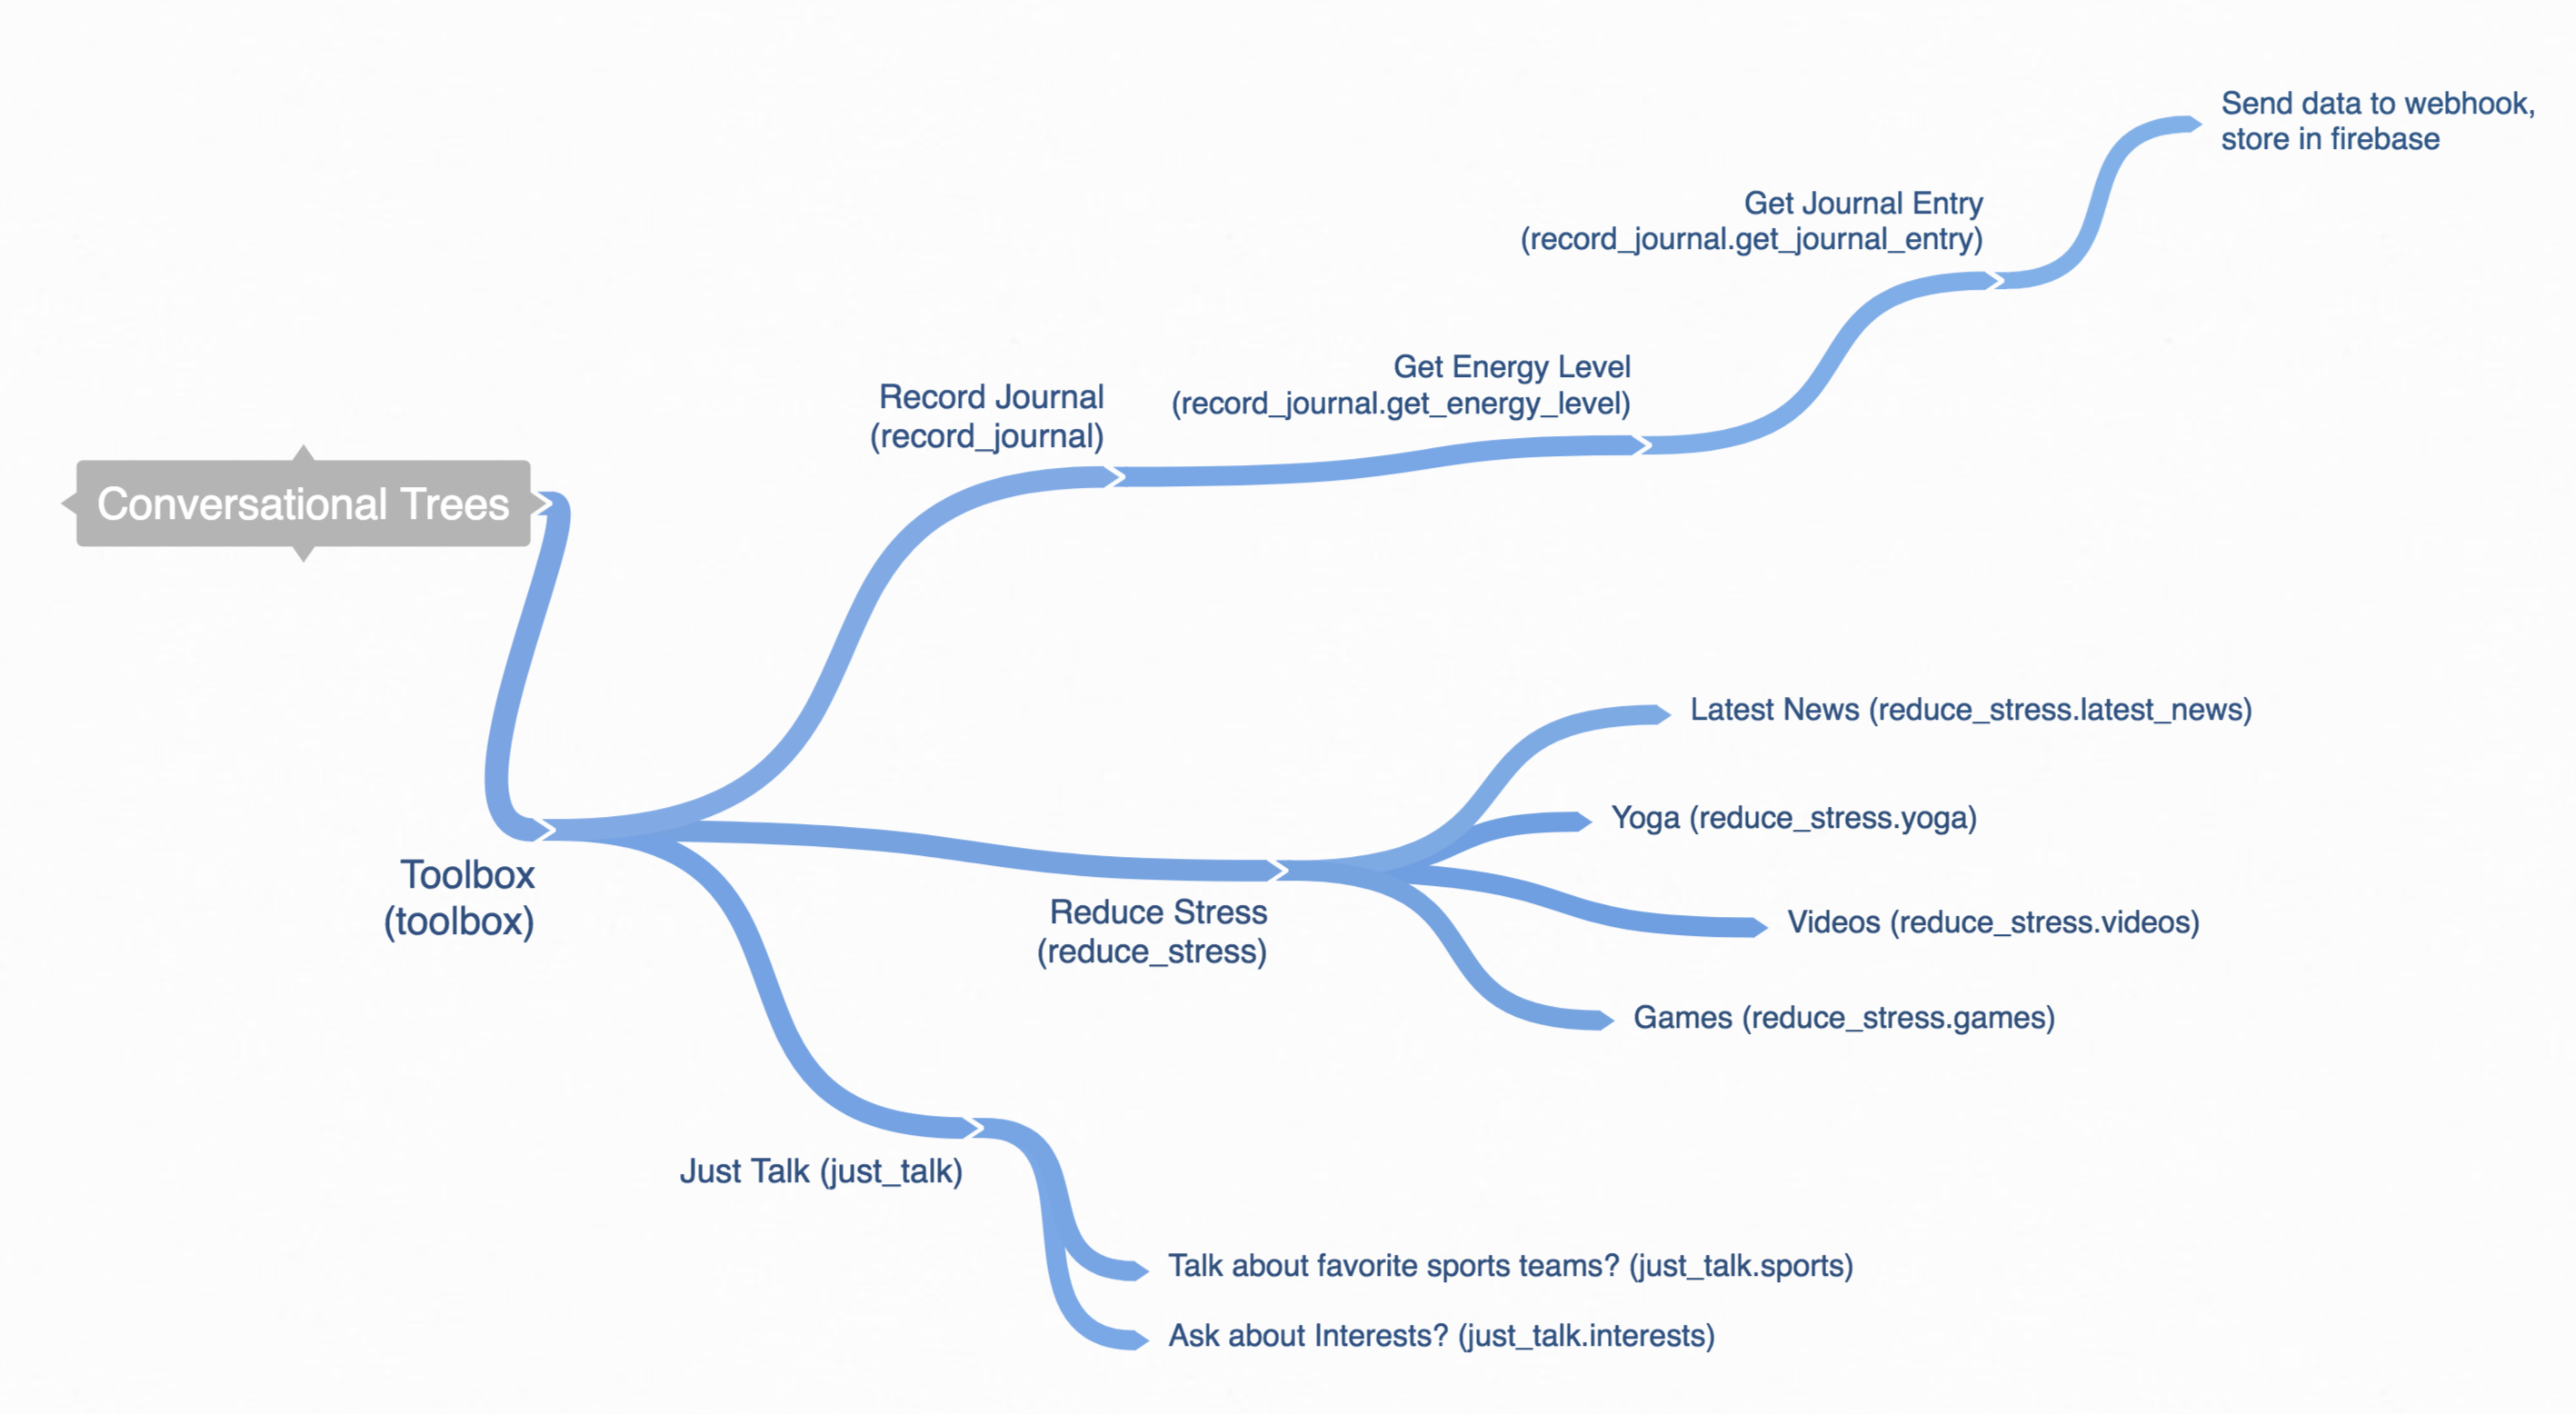 Send data to webhook,
store in firebase
Get Journal Entry
(record_journal.get_journal_entry)
Get Energy Level
(record_journal.get_energy_level)
Record Journal
(record_journal)
Conversational Trees
Latest News (reduce_stress.latest_news)
Yoga (reduce_stress.yoga)
Toolbox
(toolbox)
Reduce Stress
(reduce_stress)
Videos (reduce_stress.videos)
Games (reduce_stress.games)
Just Talk (just_talk)
Talk about favorite sports teams? (just_talk.sports)
Ask about Interests? (just_talk.interests)